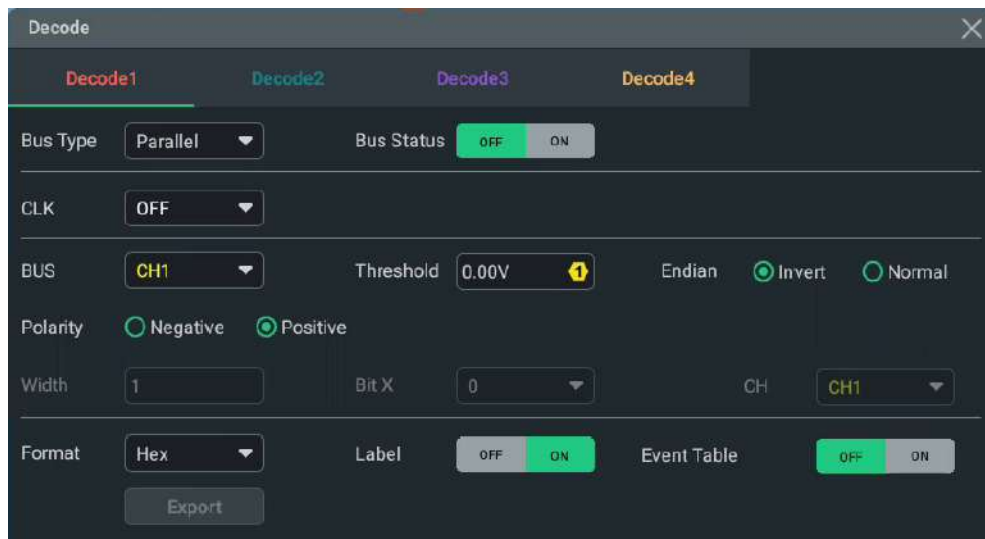 Decode
Decode1 Decode2 Decode3 Decode4
Bus Type Parallel Bus Status OFF ON
CLK OFF
BUS CH1 Threshold 0.00V 1 Endian Invert Normal
Polarity Negative Positive
Width 1 Bit X 0 CH CH1
Format Hex Label OFF ON Event Table OFF ON
Export